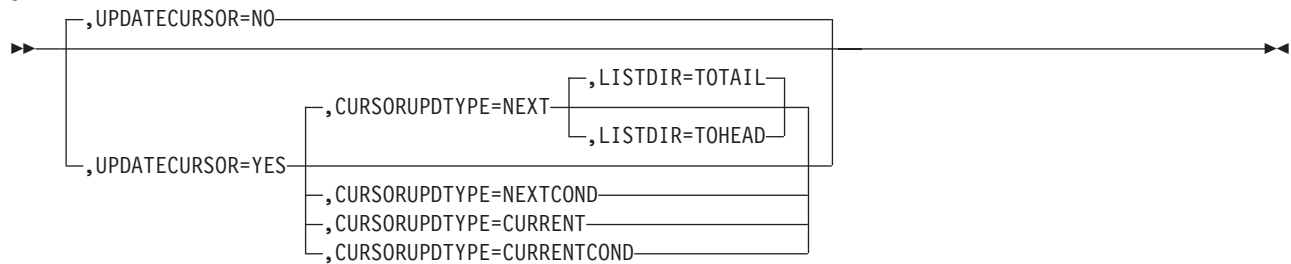 ,UPDATECURSOR=NO
,LISTDIR=TOTAIL
,CURSORUPDTYPE=NEXT
,LISTDIR=TOHEAD
,UPDATECURSOR=YES
,CURSORUPDTYPE=NEXTCOND
,CURSORUPDTYPE=CURRENT
,CURSORUPDTYPE=CURRENTCOND